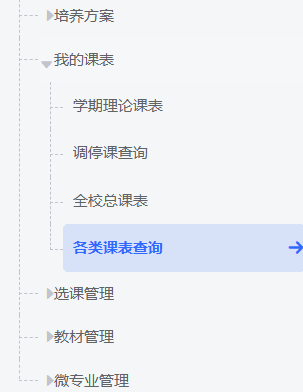 培养方案
我的课表
学期理论课表
调停课查询
全校总课表
各类课表查询
选课管理
教材管理
微专业管理